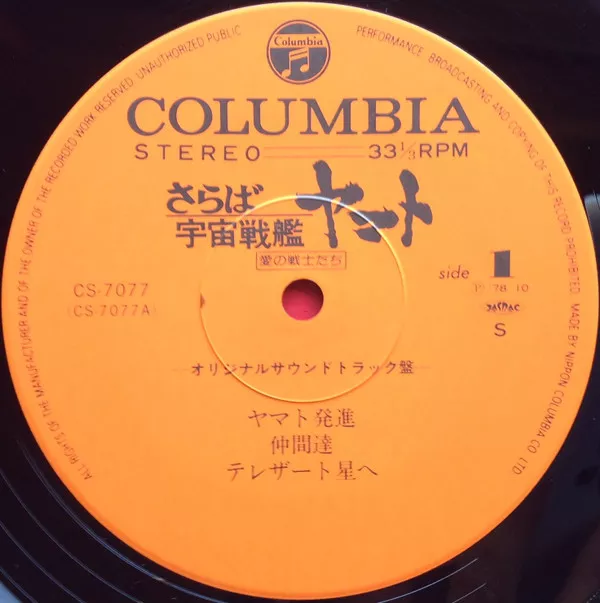 ALL RIGHTS OF THE MANUFACTURER AND OF THE OWNER OF THE RECORDED WORK RESERVED. UNAUTHORIZED PUBLIC PERFORMANCE, BROADCASTING AND COPYING OF THIS RECORD PROHIBITED. MADE BY NIPPON COLUMBIA CO. LTD.
Columbia
COLUMBIA
STEREO 33⅓RPM
さらば
宇宙戦艦
ヤマト
愛の戦士たち
side 1
CS-7077
(CS-7077A)
78.10
JASRAC
S
オリジナルサウンドトラック盤
ヤマト発進
仲間達
テレザート星へ